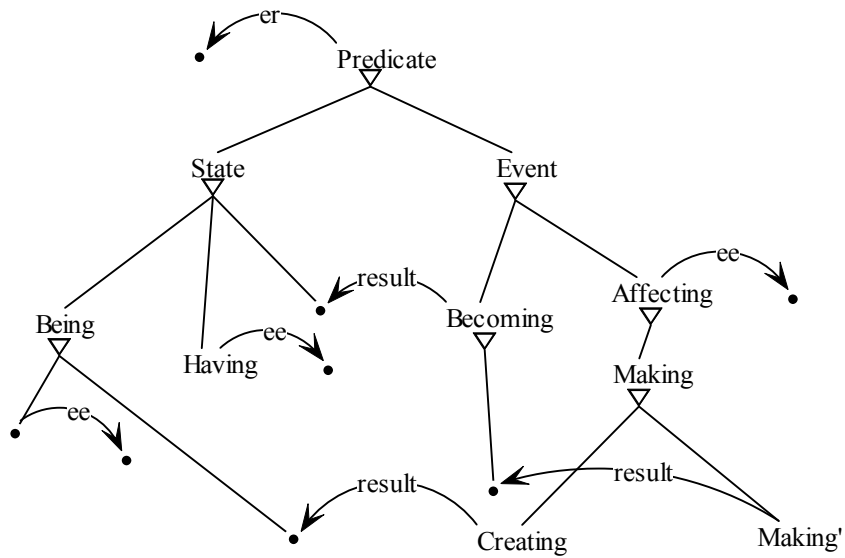 er
Predicate
State
Event
ee
result
Affecting
Being
Becoming
ee
Having
Making
ee
result
result
Creating
Making'